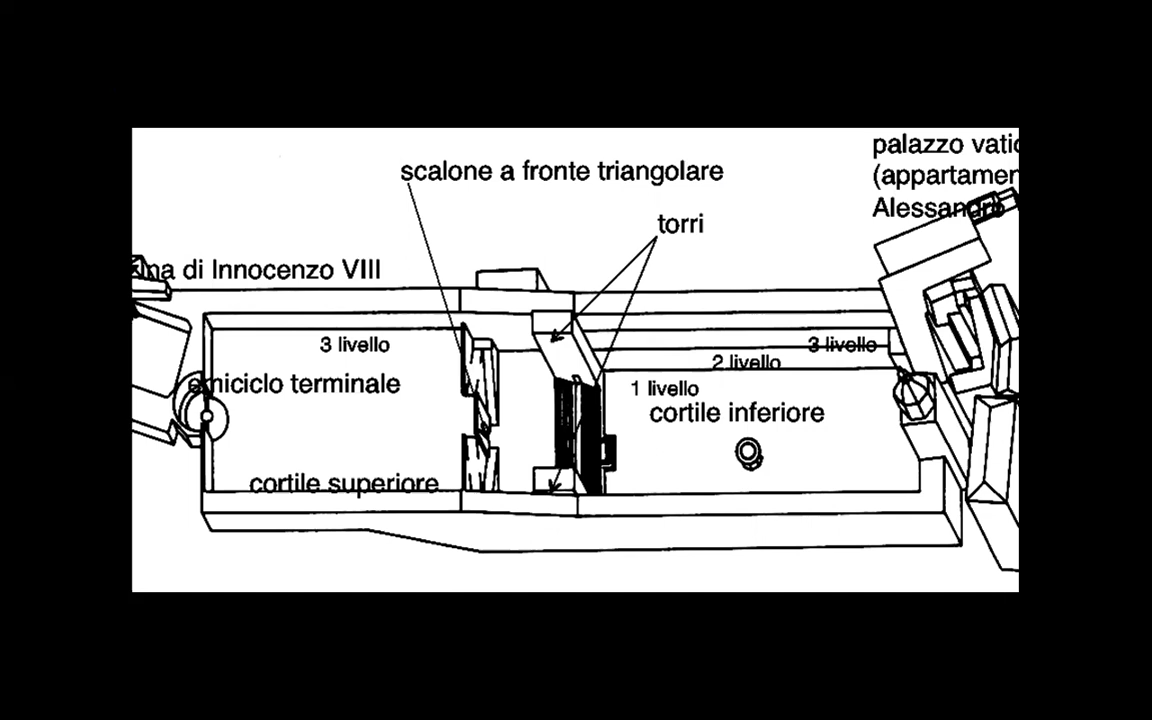 palazzo vatic
scalone a fronte triangolare
(appartamen
Alessandro
torri
ina di Innocenzo VIII
3 livello
3 livello
2 livello
emiciclo terminale
1 livello
cortile inferiore
cortile superiore